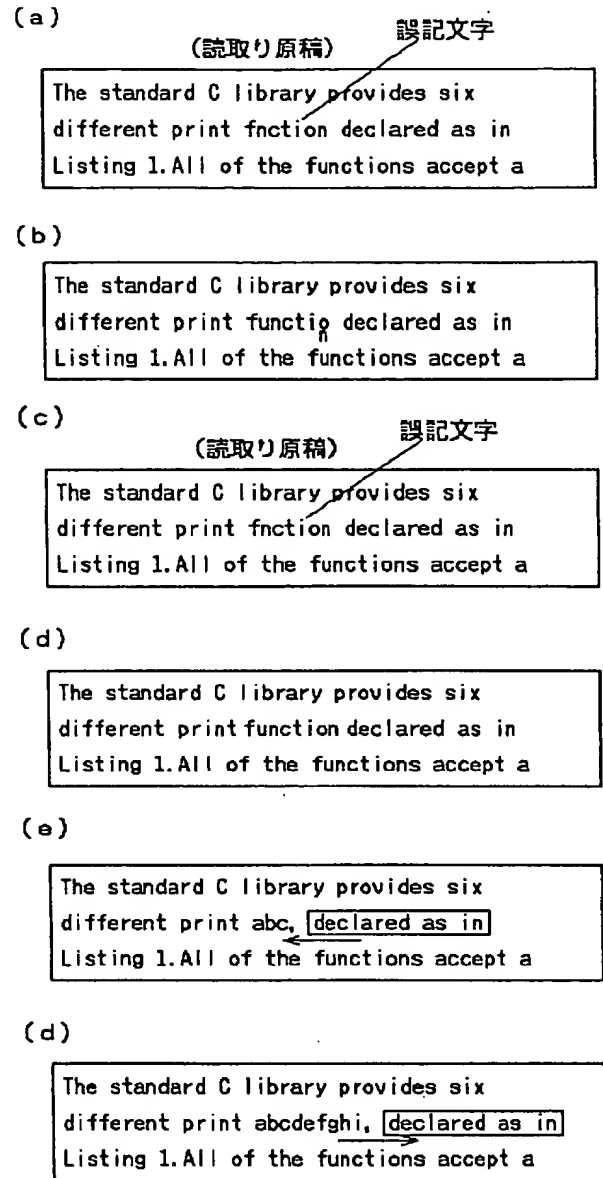 (a)
誤記文字
(読取り原稿)
The standard C library provides six
different print fnction declared as in
Listing 1.All of the functions accept a
(b)
The standard C library provides six
different print functio declared as in
n
Listing 1.All of the functions accept a
(c)
誤記文字
(読取り原稿)
The standard C library provides six
different print fnction declared as in
Listing 1.All of the functions accept a
(d)
The standard C library provides six
different print function declared as in
Listing 1.All of the functions accept a
(e)
The standard C library provides six
different print abc, declared as in
Listing 1.All of the functions accept a
(d)
The standard C library provides six
different print abcdefghi, declared as in
Listing 1.All of the functions accept a